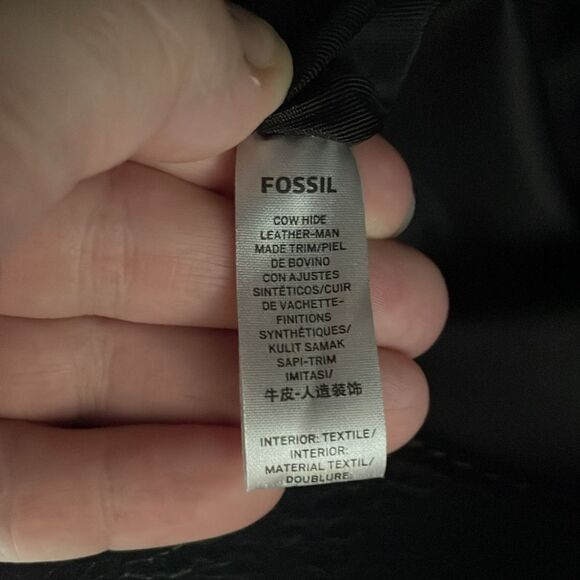 FOSSIL
COW HIDE
LEATHER-MAN
MADE TRIM/PIEL
DE BOVINO
CON AJUSTES
SINTÉTICOS/CUIR
DE VACHETTE-
FINITIONS
SYNTHÉTIQUES/
KULIT SAMAK
SAPI-TRIM
IMITASI/
牛皮-人造装饰
INTERIOR: TEXTILE/
INTERIOR:
MATERIAL TEXTIL/
DOUBLURE: